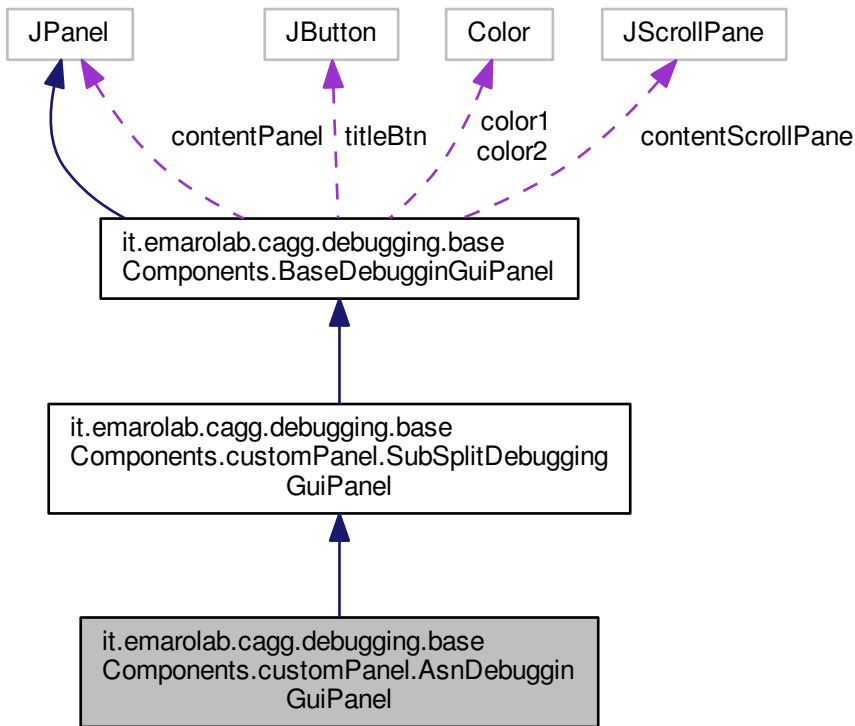 JPanel
JButton
Color
JScrollPane
contentPanel
titleBtn
color1
color2
contentScrollPane
it.emarolab.cagg.debugging.base
Components.BaseDebugginGuiPanel
it.emarolab.cagg.debugging.base
Components.customPanel.SubSplitDebugging
GuiPanel
it.emarolab.cagg.debugging.base
Components.customPanel.AsnDebuggin
GuiPanel